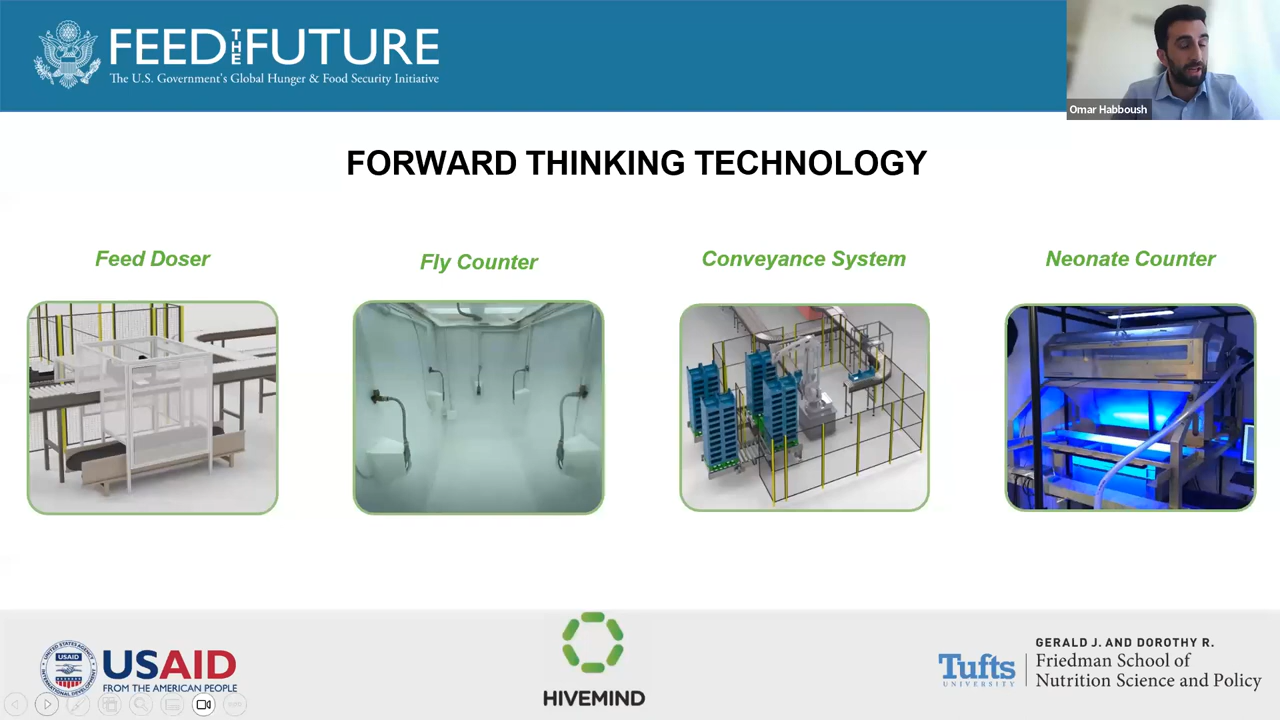 FEED THE FUTURE
The U.S. Government's Global Hunger & Food Security Initiative
Omar Habboush
FORWARD THINKING TECHNOLOGY
Feed Doser
Fly Counter
Conveyance System
Neonate Counter
USAID
FROM THE AMERICAN PEOPLE
HIVEMIND
Tufts
UNIVERSITY
GERALD J. AND DOROTHY R.
Friedman School of
Nutrition Science and Policy